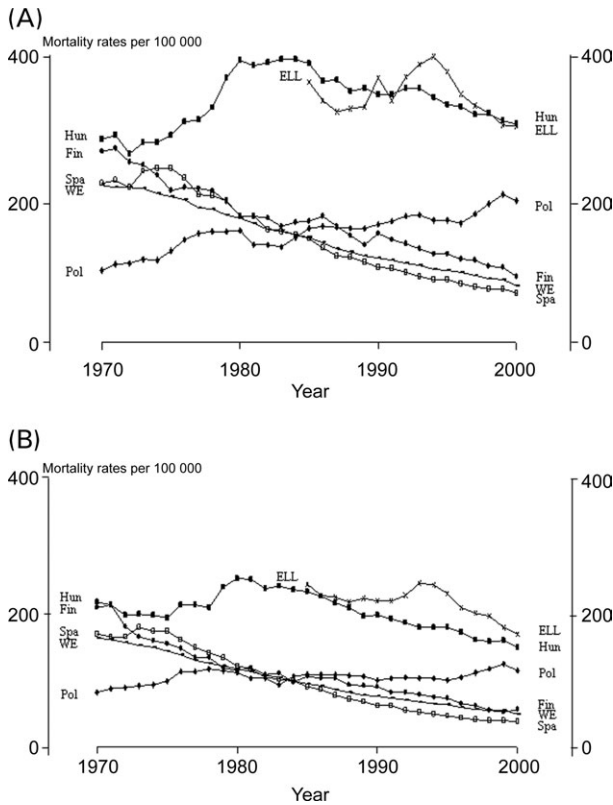 (A)
Mortality rates per 100 000
400 400
ELL
Hun Hun
Fin ELL
Spa
WE
200 200
Pol
Pol
Fin
WE
Spa
0 0
1970 1980 1990 2000
Year
(B)
Mortality rates per 100 000
400 400
ELL
Hun
Fin
200 200
Spa ELL
WE Hun
Pol
Pol
Fin
WE
Spa
0 0
1970 1980 1990 2000
Year